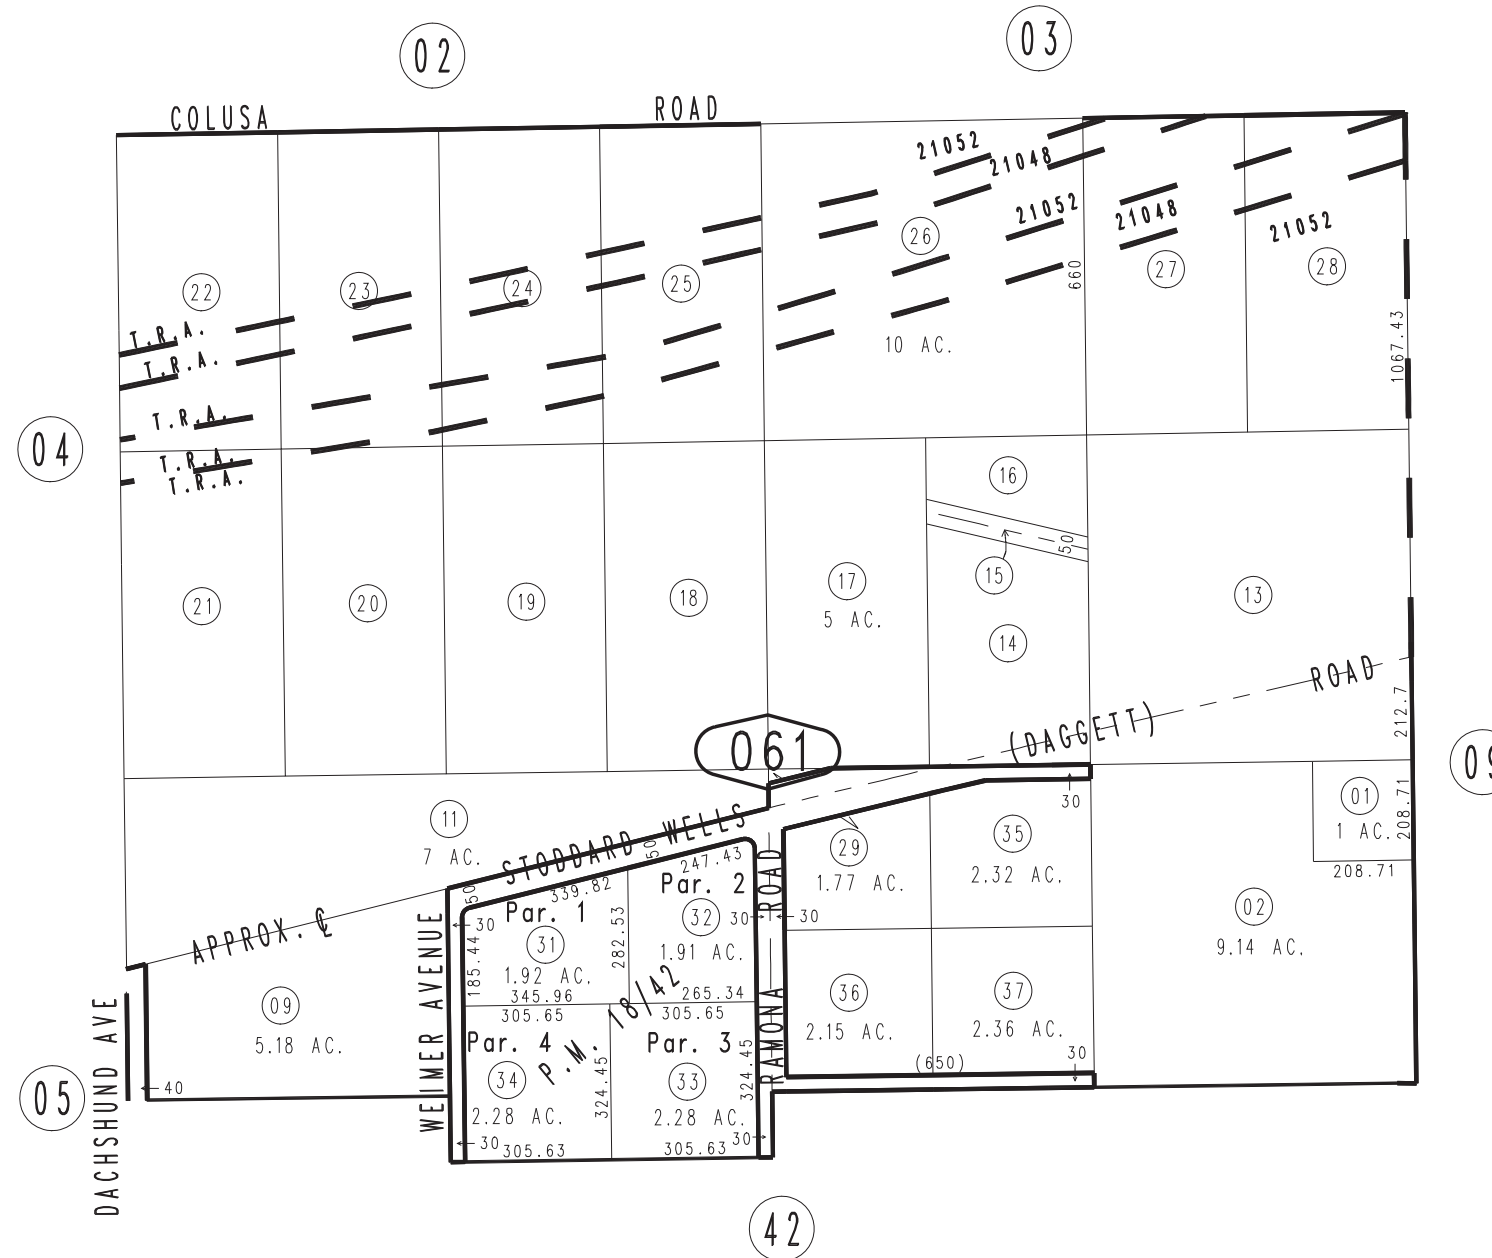 02
03
COLUSA ROAD
21052
21048
21052
21048
21052
22
23
24
25
26
27
28
660
10 AC.
1067.43
T.R.A.
T.R.A.
T.R.A.
T.R.A.
T.R.A.
04
16
50
15
14
21
20
19
18
17
5 AC.
13
(DAGGETT) ROAD
212.7
061
30
09
01
1 AC.
208.71
208.71
11
7 AC.
STODDARD WELLS
50
50
247.43
339.82
APPROX. ℄
29
1.77 AC.
35
2.32 AC.
02
9.14 AC.
Par. 1
31
1.92 AC.
345.96
305.65
185.44
282.53
30
Par. 2
32
1.91 AC.
265.34
305.65
30
30
RAMONA ROAD
WEIMER AVENUE
09
5.18 AC.
40
DACHSHUND AVE
05
P.M. 18/42
Par. 4
34
2.28 AC.
30
305.63
324.45
Par. 3
33
2.28 AC.
305.63
30
324.45
36
2.15 AC.
37
2.36 AC.
(650)
30
42